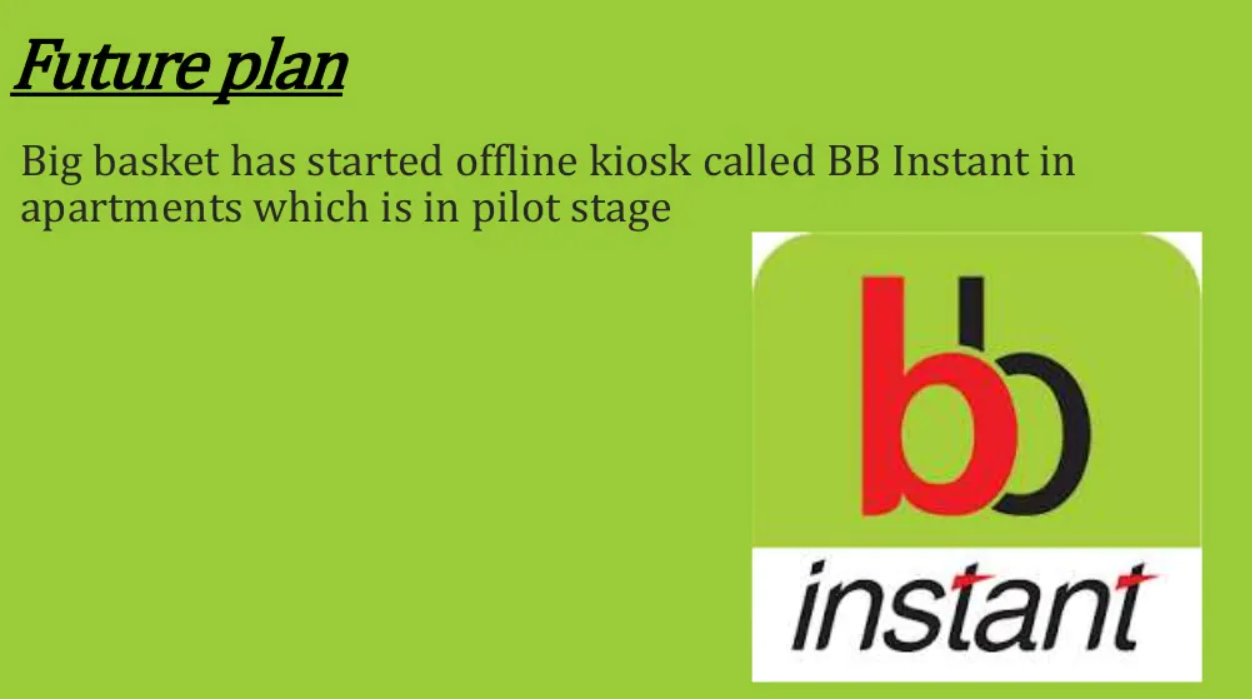 Future plan
Big basket has started offline kiosk called BB Instant in
apartments which is in pilot stage
bb
instant